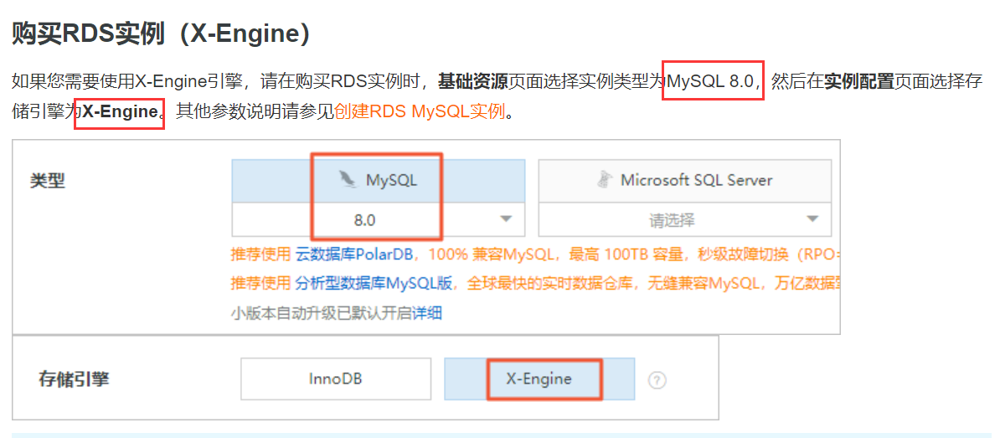 购买RDS实例（X-Engine）
如果您需要使用X-Engine引擎，请在购买RDS实例时，基础资源页面选择实例类型为MySQL 8.0，然后在实例配置页面选择存
储引擎为X-Engine。其他参数说明请参见创建RDS MySQL实例。
类型
MySQL
Microsoft SQL Server
8.0
请选择
推荐使用 云数据库PolarDB，100% 兼容MySQL，最高 100TB 容量，秒级故障切换（RPO=
推荐使用 分析型数据库MySQL版，全球最快的实时数据仓库，无缝兼容MySQL，万亿数据
小版本自动升级已默认开启详细
存储引擎
InnoDB
X-Engine
?